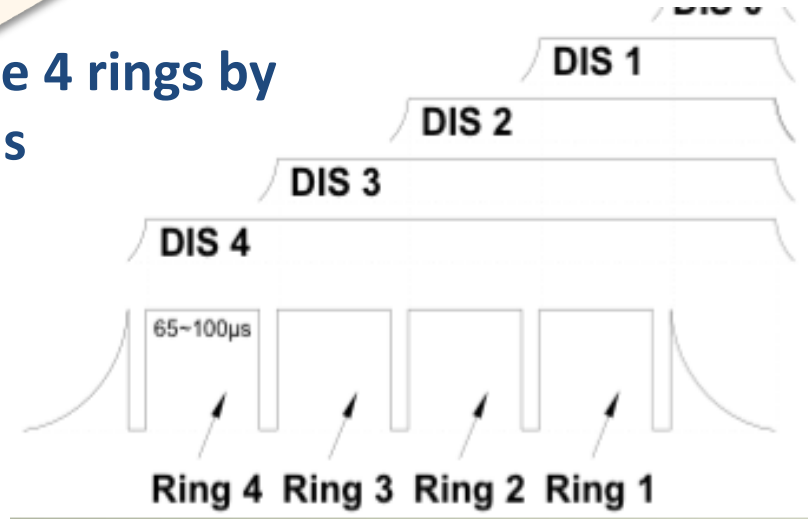 e 4 rings by
s
DIS 1
DIS 2
DIS 3
DIS 4
65~100µs
Ring 4 Ring 3 Ring 2 Ring 1